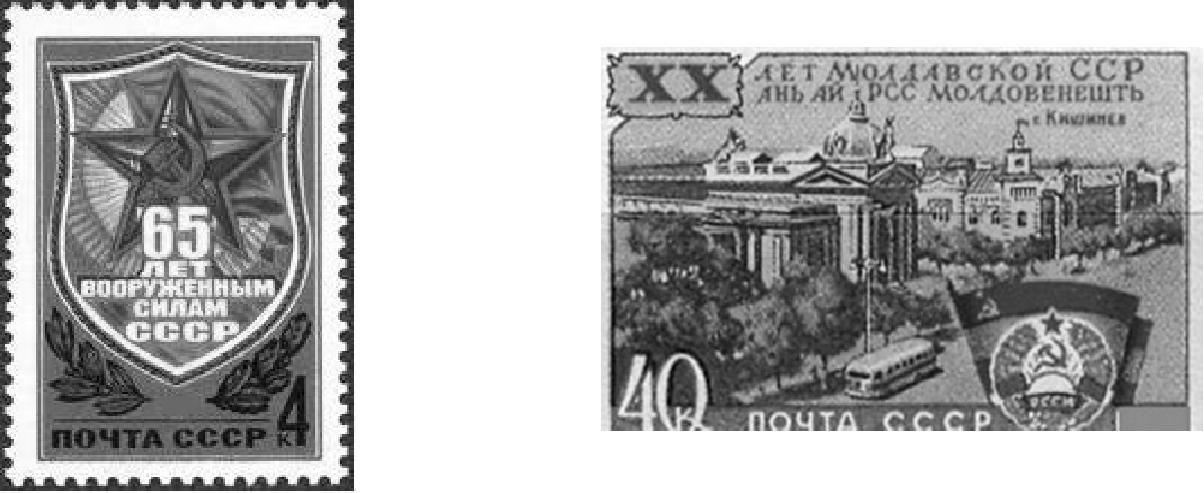 '65
ЛЕТ
ВООРУЖЕННЫМ
СИЛАМ
СССР
4
ПОЧТА СССР К
XX ЛЕТ МОЛДАВСКОЙ ССР
АНЬ АЙ РСС МОЛДОВЕНЕШТЬ
г. Кишинев
40
К ПОЧТА СССР